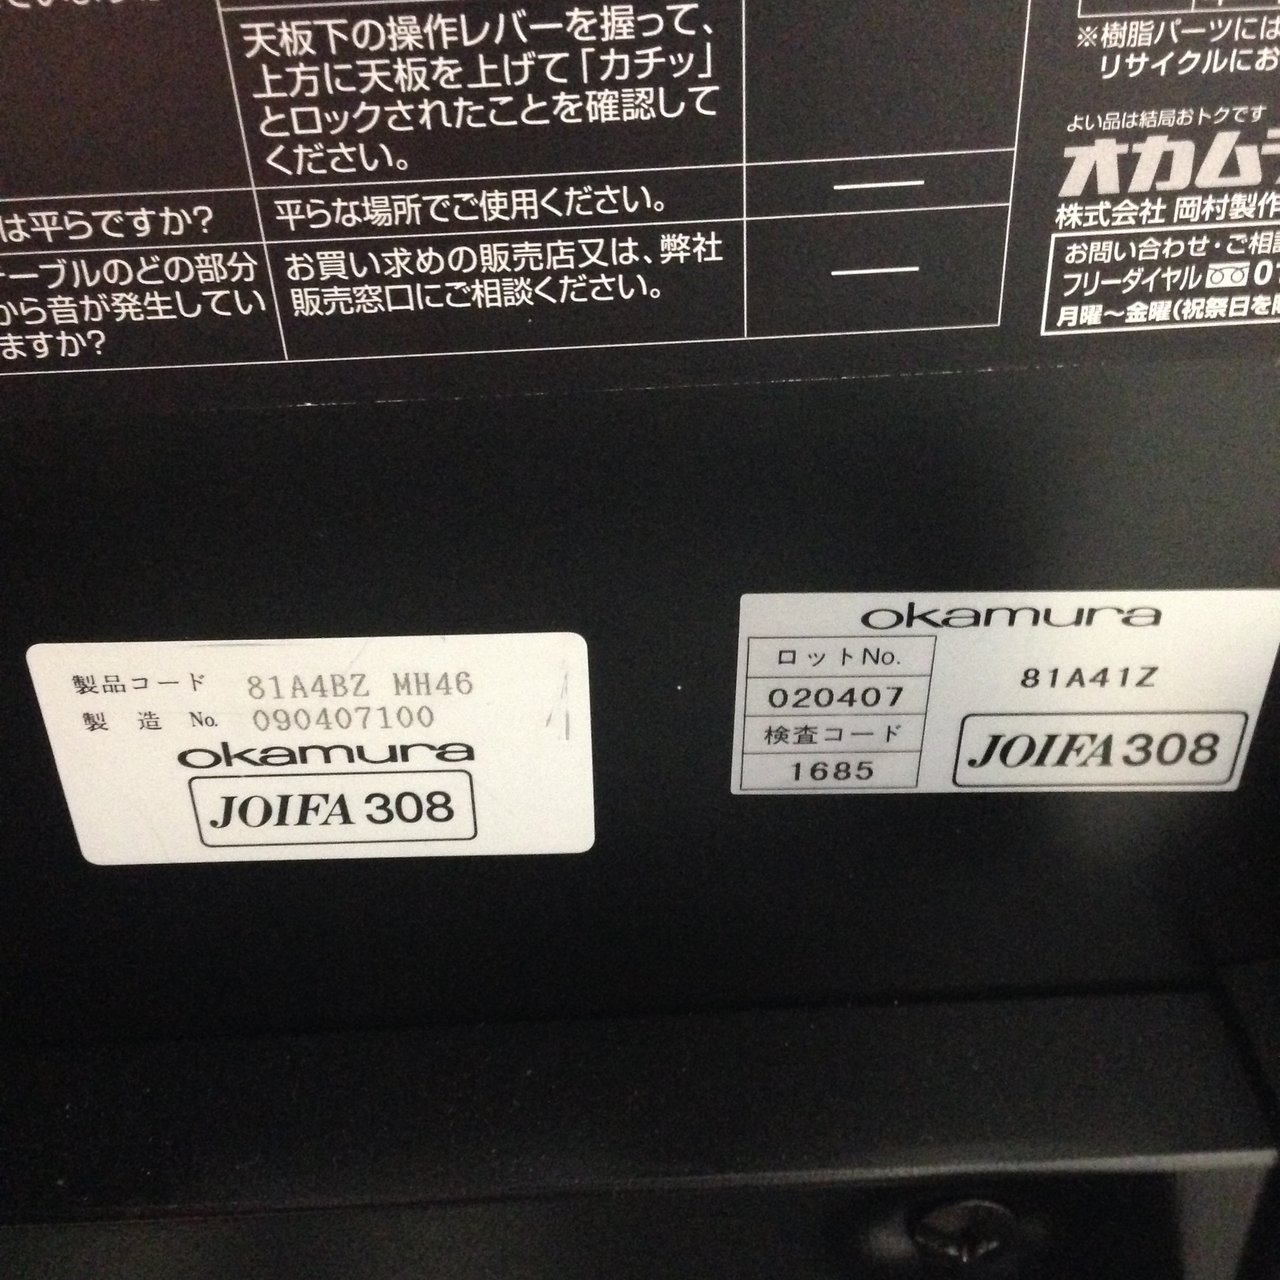 天板下の操作レバーを握って、
上方に天板を上げて「カチッ」
とロックされたことを確認して
ください。
は平らですか?
平らな場所でご使用ください。
ーブルのどの部分
から音が発生してい
ますか?
お買い求めの販売店又は、弊社
販売窓口にご相談ください。
※樹脂パーツには
リサイクルにお
よい品は結局おトクです
オカムラ
株式会社 岡村製作
お問い合わせ・ご相談
フリーダイヤル 01
月曜〜金曜(祝祭日を除
製品コード 81A4BZ MH46
製 造 No. 090407100
okamura
JOIFA 308
okamura
ロットNo.
020407
検査コード
1685
81A41Z
JOIFA 308